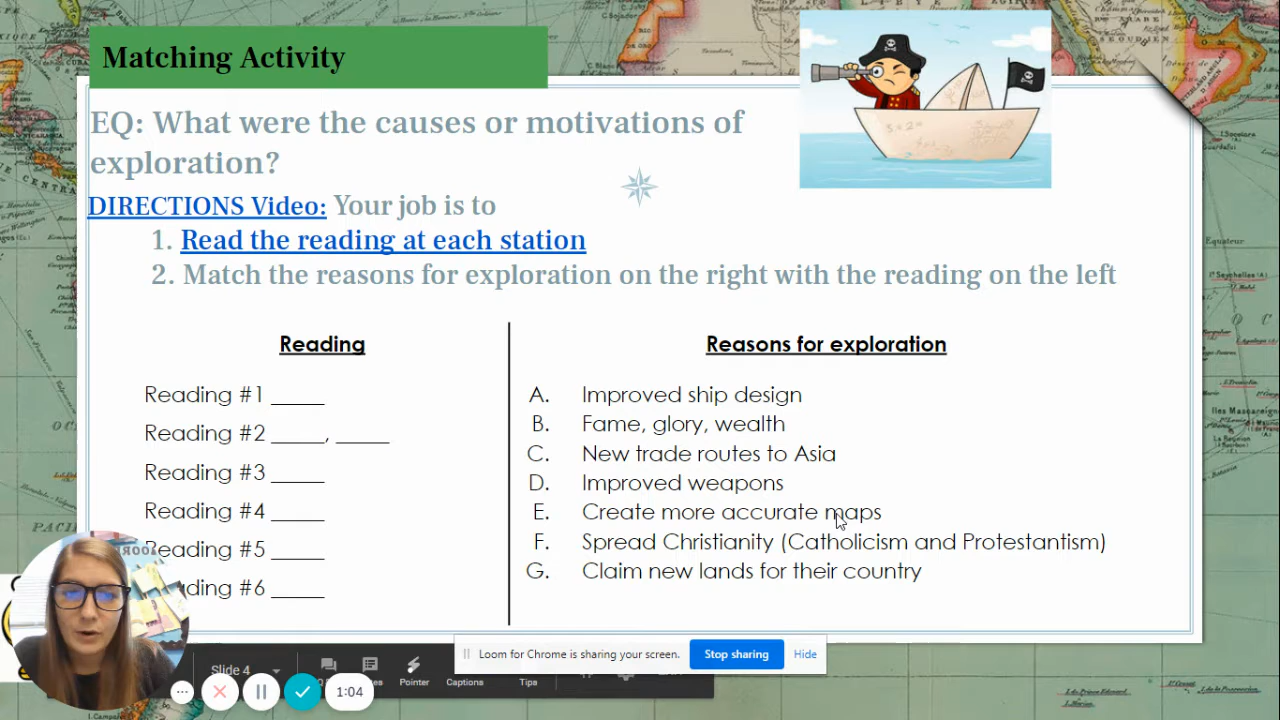 Matching Activity
EQ: What were the causes or motivations of
exploration?
DIRECTIONS Video: Your job is to
1. Read the reading at each station
2. Match the reasons for exploration on the right with the reading on the left
Reading
Reading #1 _____
Reading #2 _____, _____
Reading #3 _____
Reading #4 _____
Reading #5 _____
#6 _____
Reasons for exploration
A. Improved ship design
B. Fame, glory, wealth
C. New trade routes to Asia
D. Improved weapons
E. Create more accurate maps
F. Spread Christianity (Catholicism and Protestantism)
G. Claim new lands for their country
Loom for Chrome is sharing your screen.
Stop sharing
Hide
Slide 4
Pointer
Captions
Tips
1:04